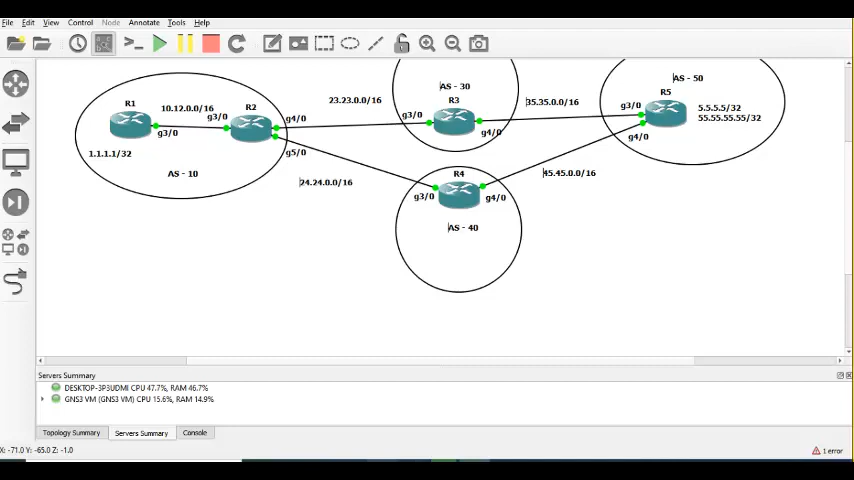 File Edit View Control Node Annotate Tools Help
AS - 30
AS - 50
R1
R2
R3
R5
10.12.0.0/16
23.23.0.0/16
35.35.0.0/16
g3/0
g3/0
g4/0
g3/0
g4/0
g3/0
g4/0
5.5.5.5/32
55.55.55.55/32
1.1.1.1/32
g5/0
AS - 10
24.24.0.0/16
R4
45.45.0.0/16
g3/0
g4/0
AS - 40
Servers Summary
DESKTOP-3P3UDMI CPU 47.7%, RAM 46.7%
GNS3 VM (GNS3 VM) CPU 15.6%, RAM 14.9%
Topology Summary Servers Summary Console
X: -71.0 Y: -65.0 Z: -1.0
1 error